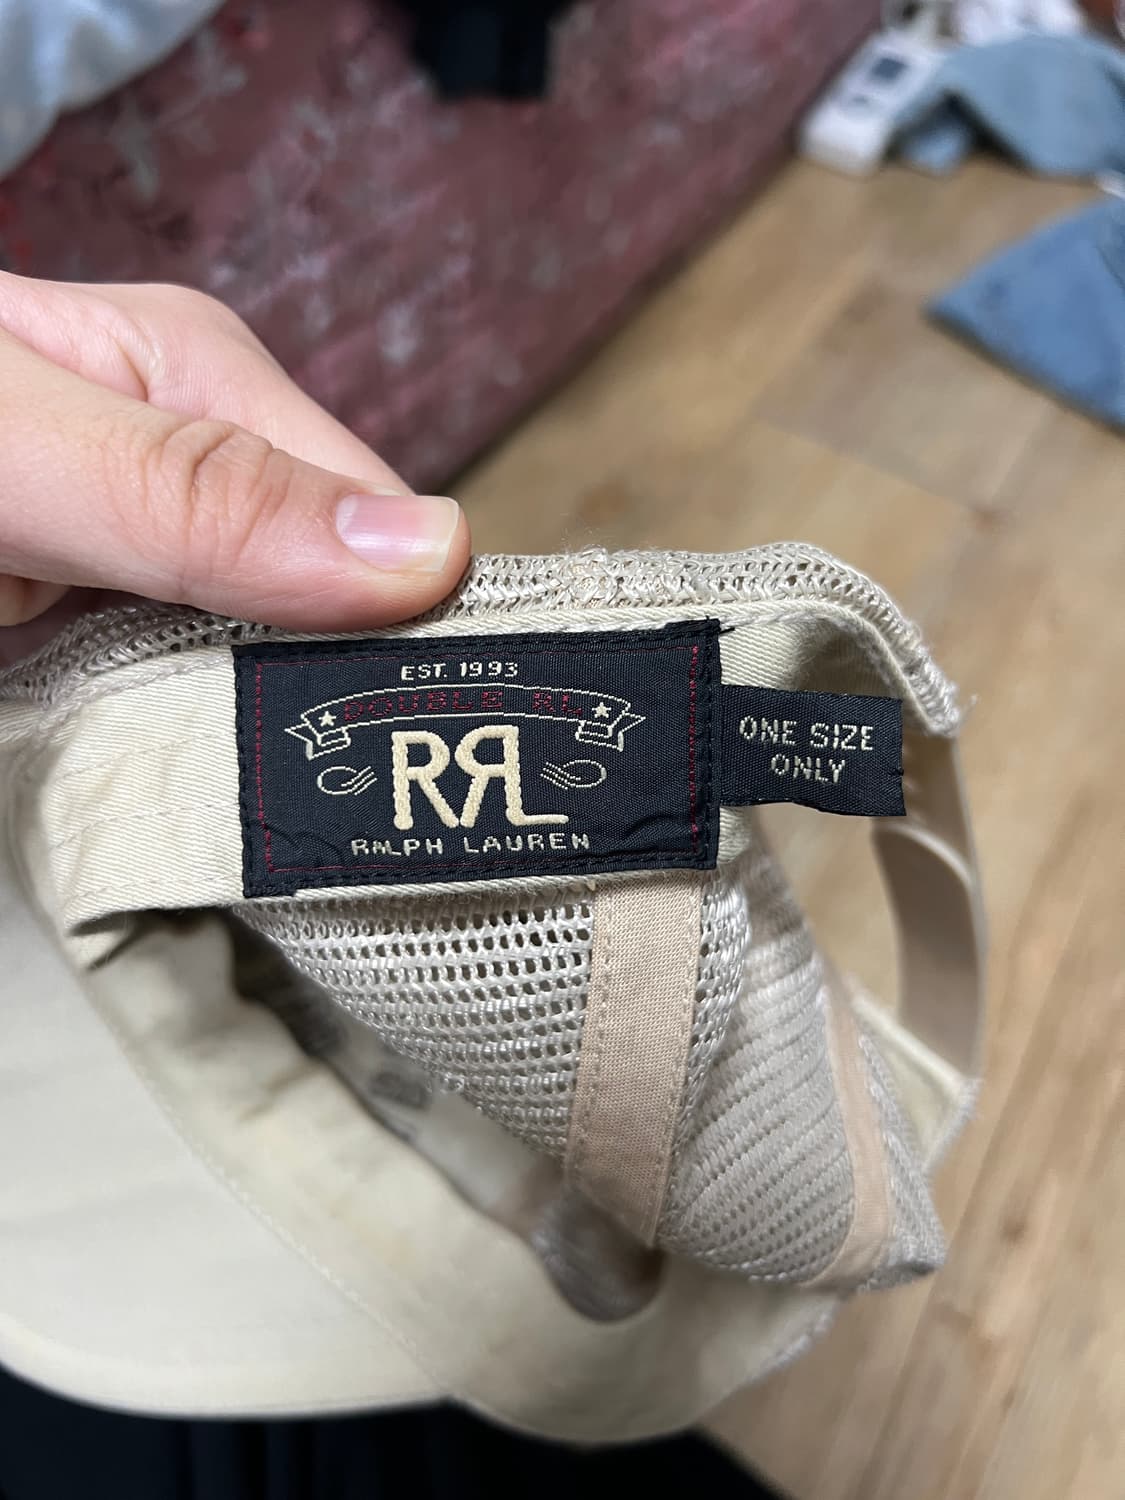 EST. 1993
DOUBLE RL
RRL
RALPH LAUREN
ONE SIZE
ONLY